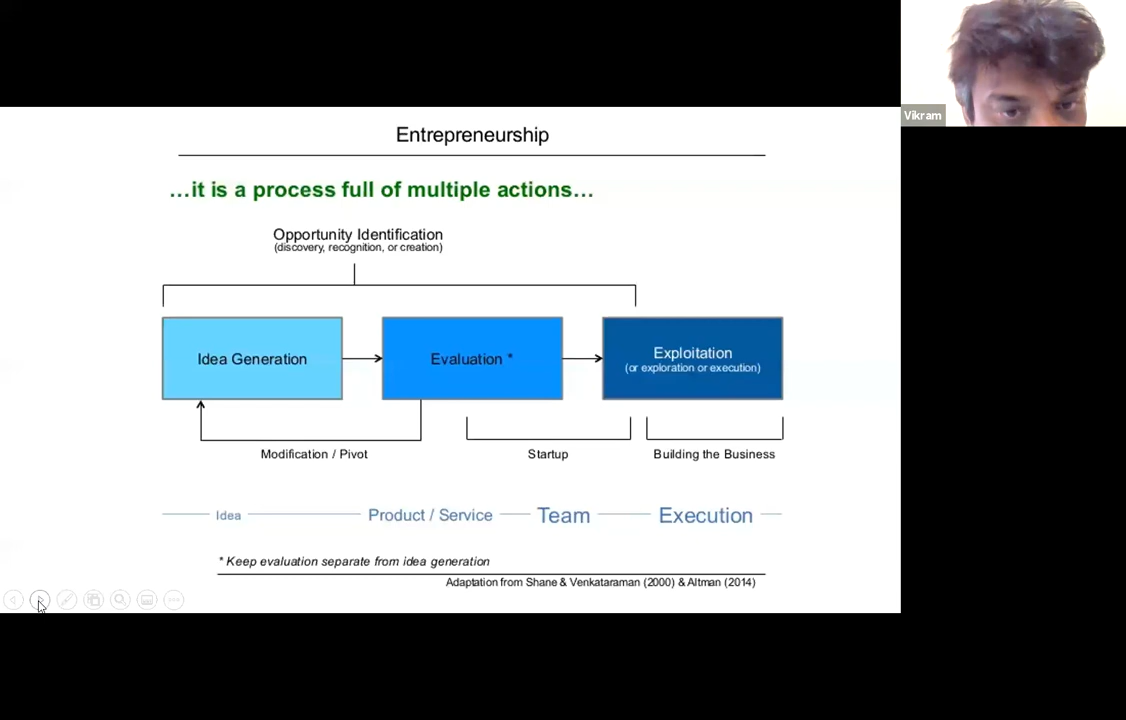 Vikram
Entrepreneurship
…it is a process full of multiple actions…
Opportunity Identification
(discovery, recognition, or creation)
Idea Generation
Evaluation *
Exploitation
(or exploration or execution)
Modification / Pivot
Startup
Building the Business
Idea
Product / Service
Team
Execution
* Keep evaluation separate from idea generation
Adaptation from Shane & Venkataraman (2000) & Altman (2014)